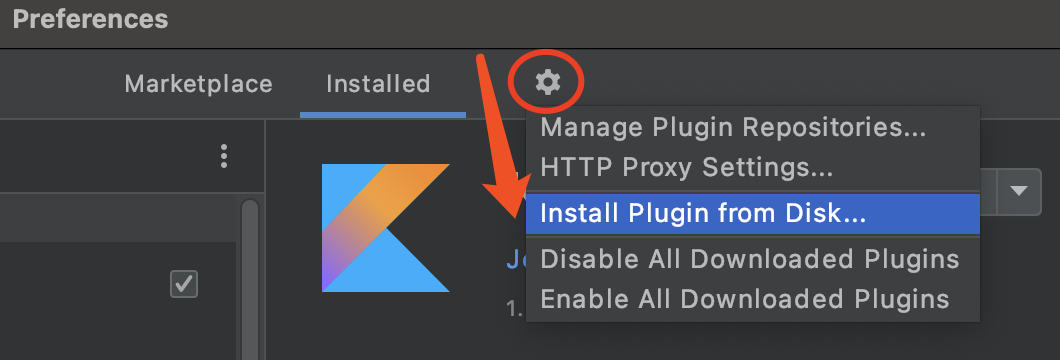 Preferences
Marketplace
Installed
Manage Plugin Repositories...
HTTP Proxy Settings...
Install Plugin from Disk...
Disable All Downloaded Plugins
Enable All Downloaded Plugins
1.